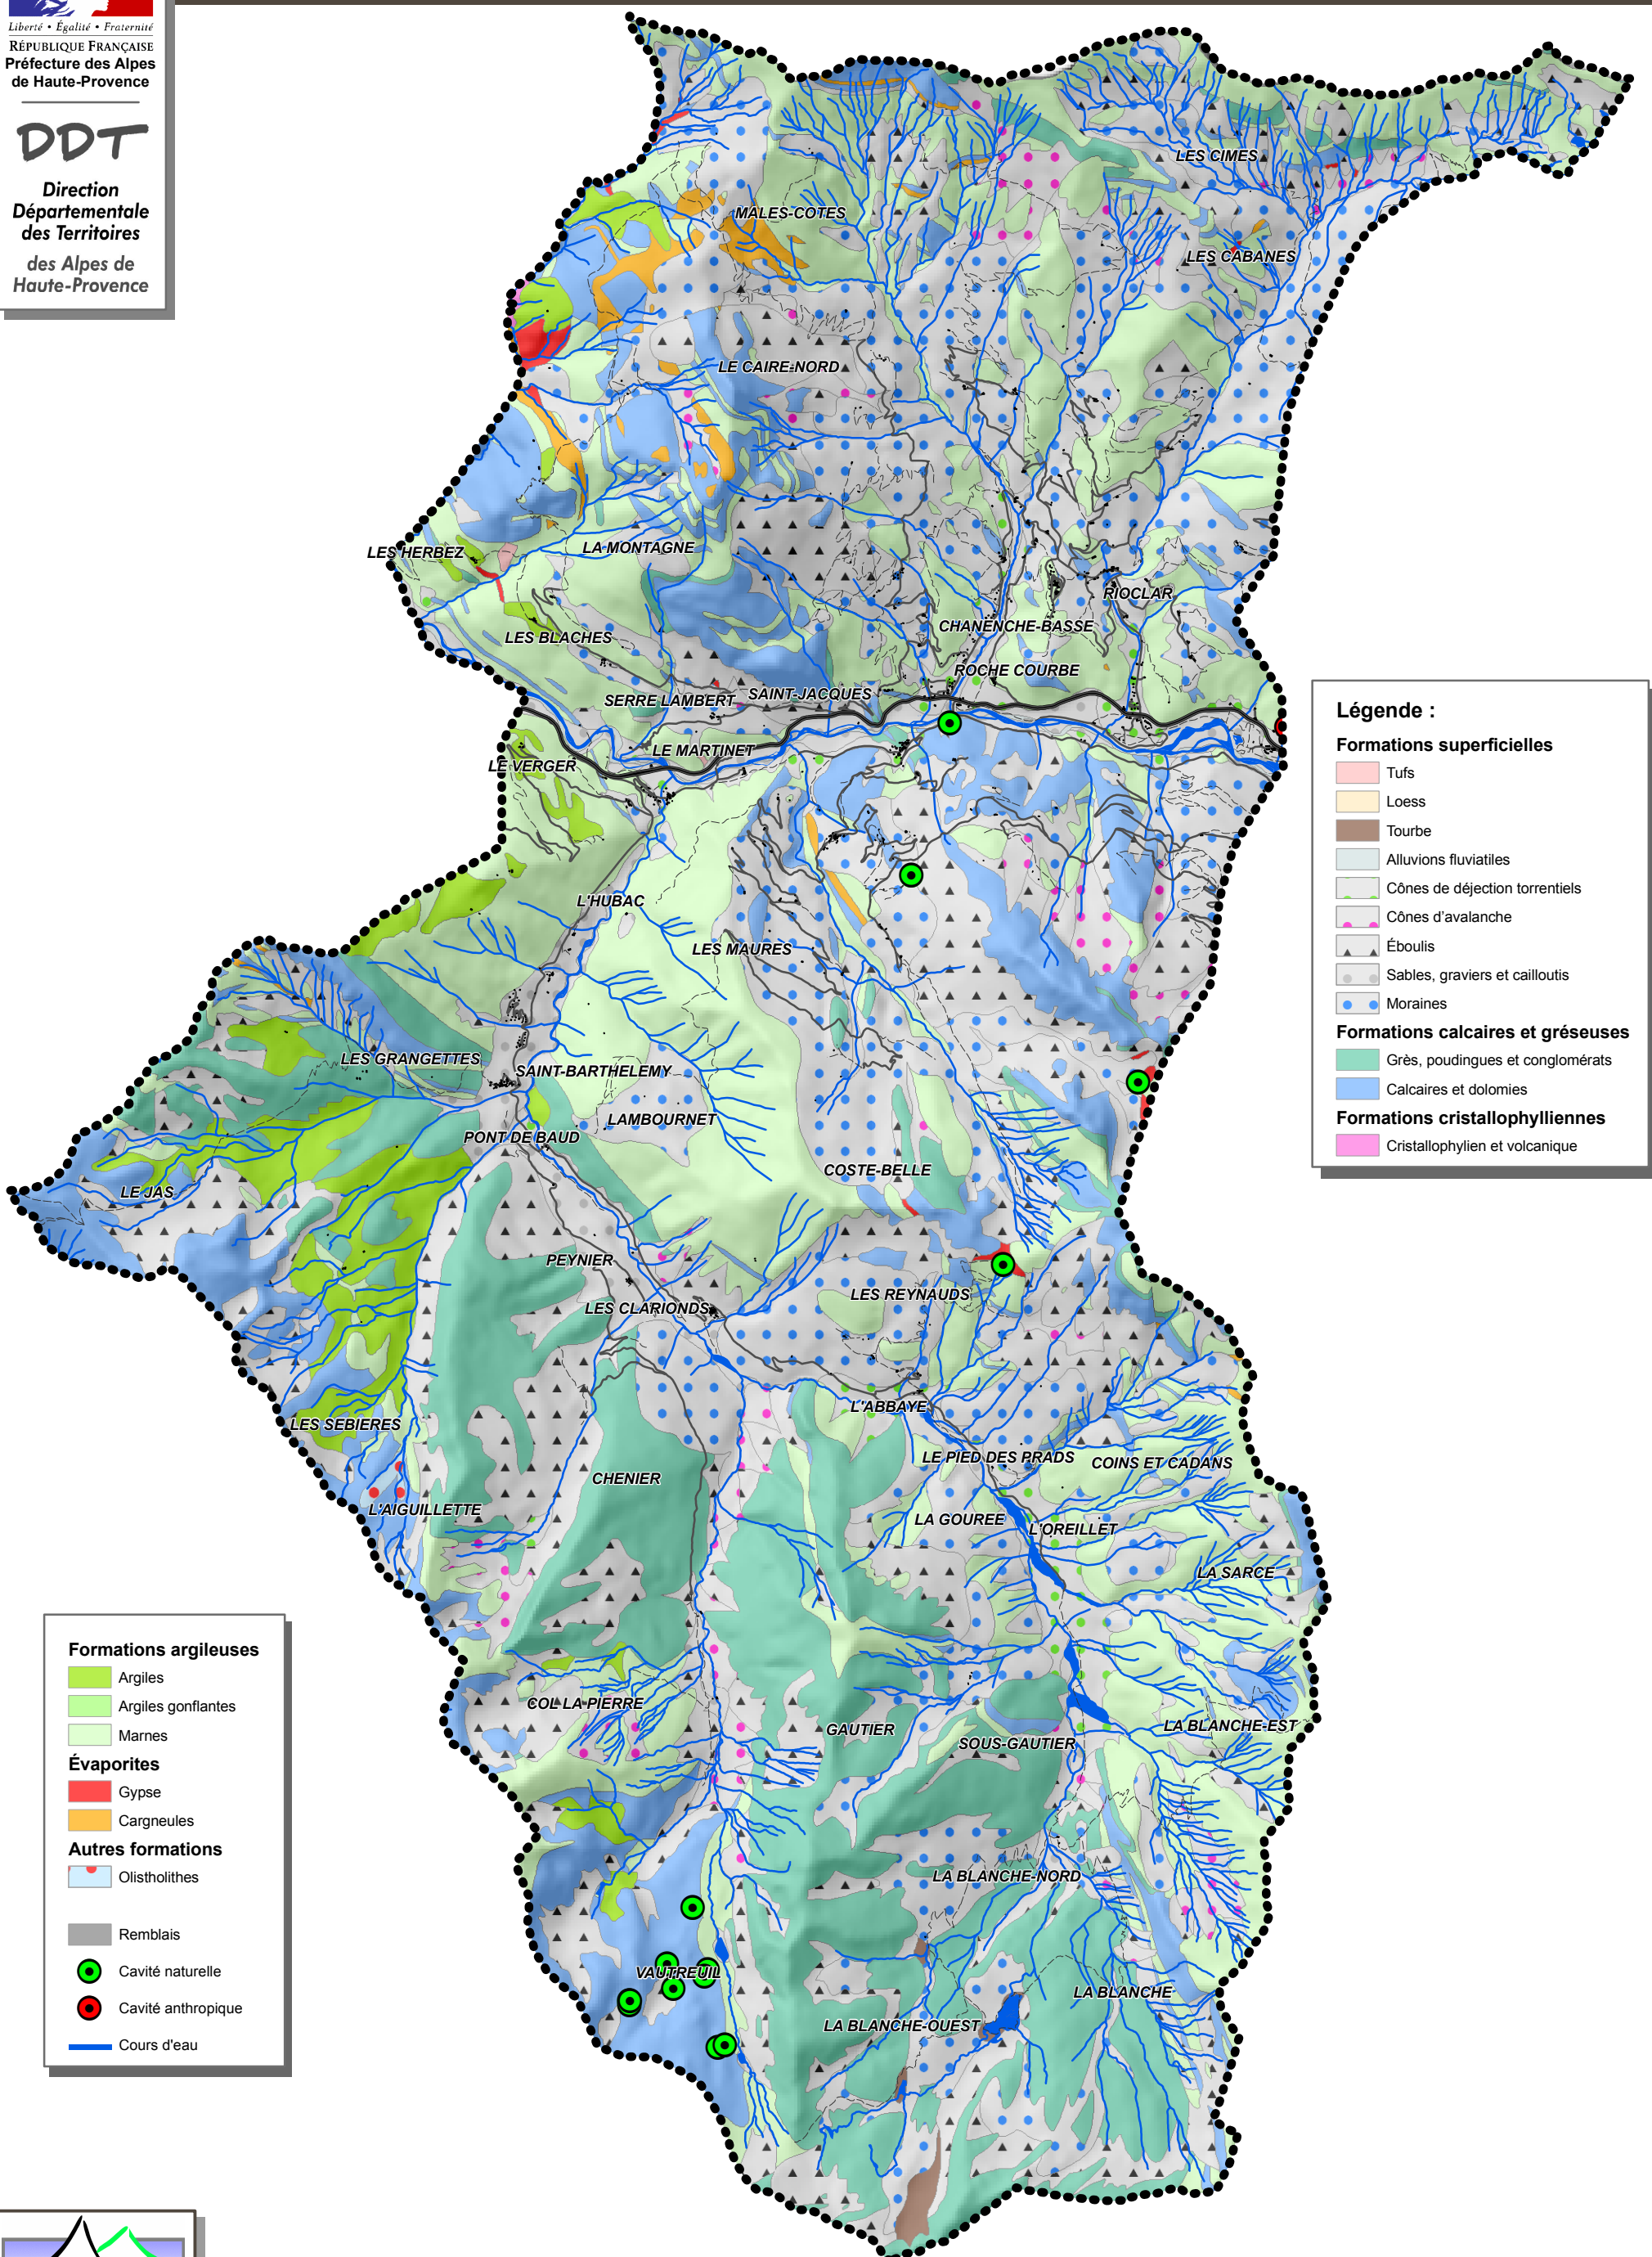 Liberté • Égalité • Fraternité
RÉPUBLIQUE FRANÇAISE
Préfecture des Alpes
de Haute-Provence
DDT
Direction
Départementale
des Territoires
des Alpes de
Haute-Provence
LES CIMES
MALES-COTES
LES CABANES
LE CAIRE-NORD
LES HERBEZ
LA MONTAGNE
RIOCLAR
CHANENCHE-BASSE
LES BLACHES
ROCHE COURBE
SERRE LAMBERT
SAINT-JACQUES
LE MARTINET
LE VERGER
L'HUBAC
LES MAURES
LES GRANGETTES
SAINT-BARTHELEMY
LAMBOURNET
PONT DE BAUD
COSTE-BELLE
LE JAS
PEYNIER
LES REYNAUDS
LES CLARIONDS
L'ABBAYE
LES SEBIERES
LE PIED DES PRADS
COINS ET CADANS
CHENIER
L'AIGUILLETTE
LA GOUREE
L'OREILLET
LA SARCE
COL LA PIERRE
GAUTIER
SOUS-GAUTIER
LA BLANCHE-EST
LA BLANCHE-NORD
VAUTREUIL
LA BLANCHE
LA BLANCHE-OUEST
Légende :
Formations superficielles
Tufs
Loess
Tourbe
Alluvions fluviatiles
Cônes de déjection torrentiels
Cônes d'avalanche
Éboulis
Sables, graviers et cailloutis
Moraines
Formations calcaires et gréseuses
Grès, poudingues et conglomérats
Calcaires et dolomies
Formations cristallophylliennes
Cristallophylien et volcanique
Formations argileuses
Argiles
Argiles gonflantes
Marnes
Évaporites
Gypse
Cargneules
Autres formations
Olistholithes
Remblais
Cavité naturelle
Cavité anthropique
Cours d'eau